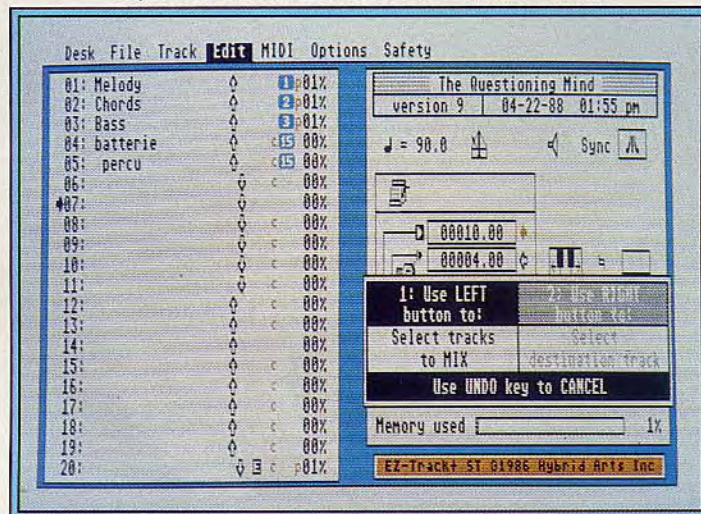 Desk File Track Edit MIDI Options Safety
01: Melody 1 p01%
02: Chords 2 p01%
03: Bass 3 p01%
04: batterie c 15 00%
05: percu c 15 00%
06: c 00%
07: 00%
08: c 00%
09: c 00%
10: c 00%
11: c 00%
12: c 00%
13: c 00%
14: 00%
15: c 00%
16: c 00%
17: c 00%
18: c 00%
19: c 00%
20: E c p01%
The Questioning Mind
version 9 04-22-88 01:55 pm
= 90.0 Sync
00010.00
00004.00
1: Use LEFT
button to:
Select tracks
to MIX
2: Use RIGHT
button to:
Select
destination track
Use UNDO key to CANCEL
Memory used 1%
EZ-Track+ ST ©1986 Hybrid Arts Inc